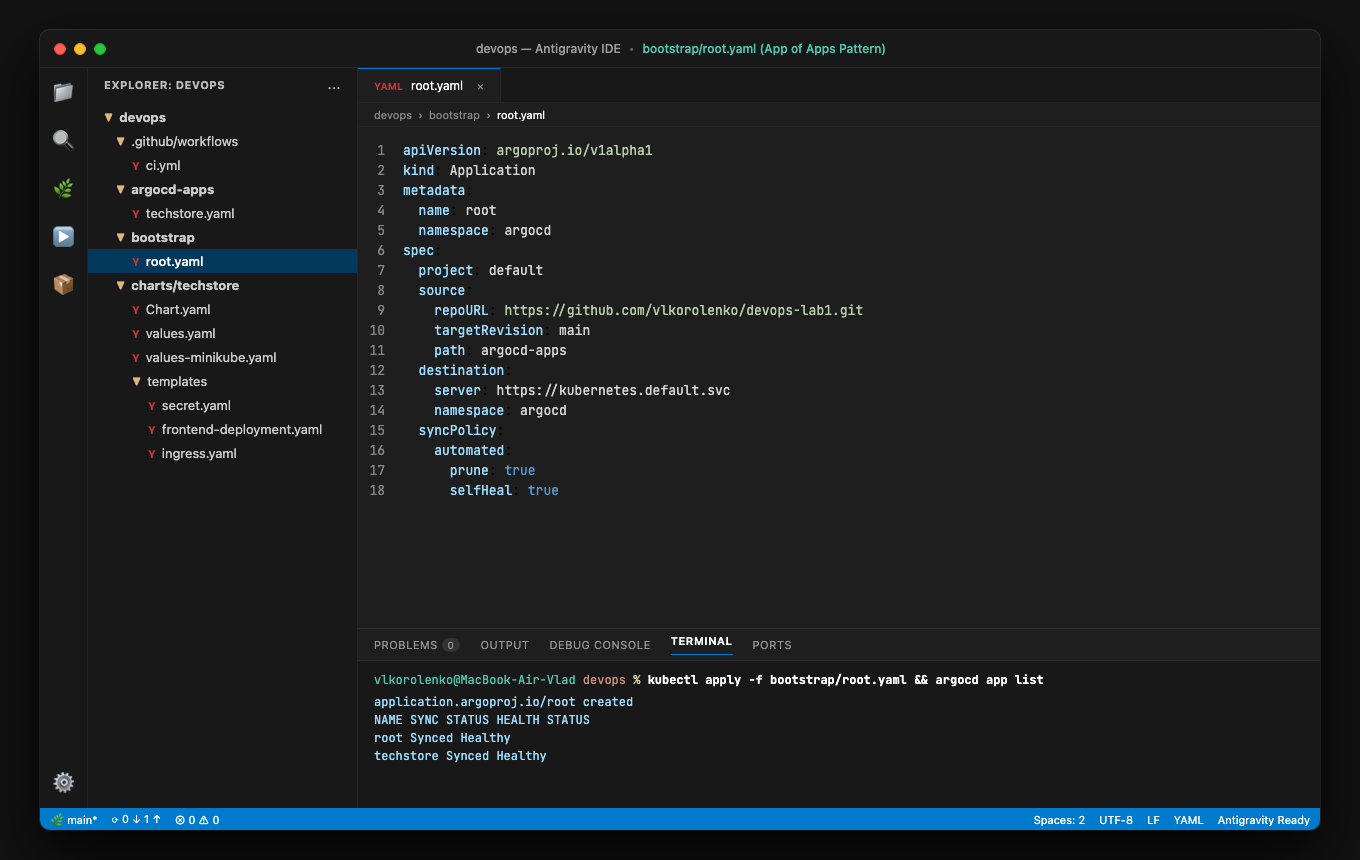 devops — Antigravity IDE • bootstrap/root.yaml (App of Apps Pattern)
EXPLORER: DEVOPS ...
▼ devops
▼ .github/workflows
Y ci.yml
▼ argocd-apps
Y techstore.yaml
▼ bootstrap
Y root.yaml
▼ charts/techstore
Y Chart.yaml
Y values.yaml
Y values-minikube.yaml
▼ templates
Y secret.yaml
Y frontend-deployment.yaml
Y ingress.yaml
YAML root.yaml ×
devops › bootstrap › root.yaml
1 apiVersion: argoproj.io/v1alpha1
2 kind: Application
3 metadata:
4   name: root
5   namespace: argocd
6 spec:
7   project: default
8   source:
9     repoURL: https://github.com/vlkorolenko/devops-lab1.git
10     targetRevision: main
11     path: argocd-apps
12   destination:
13     server: https://kubernetes.default.svc
14     namespace: argocd
15   syncPolicy:
16     automated:
17       prune: true
18       selfHeal: true
PROBLEMS 0 OUTPUT DEBUG CONSOLE TERMINAL PORTS
vlkorolenko@MacBook-Air-Vlad devops % kubectl apply -f bootstrap/root.yaml && argocd app list
application.argoproj.io/root created
NAME SYNC STATUS HEALTH STATUS
root Synced Healthy
techstore Synced Healthy
main* ⟳ 0 ↓ 1 ↑ ⊗ 0 ⚠ 0 Spaces: 2 UTF-8 LF YAML Antigravity Ready